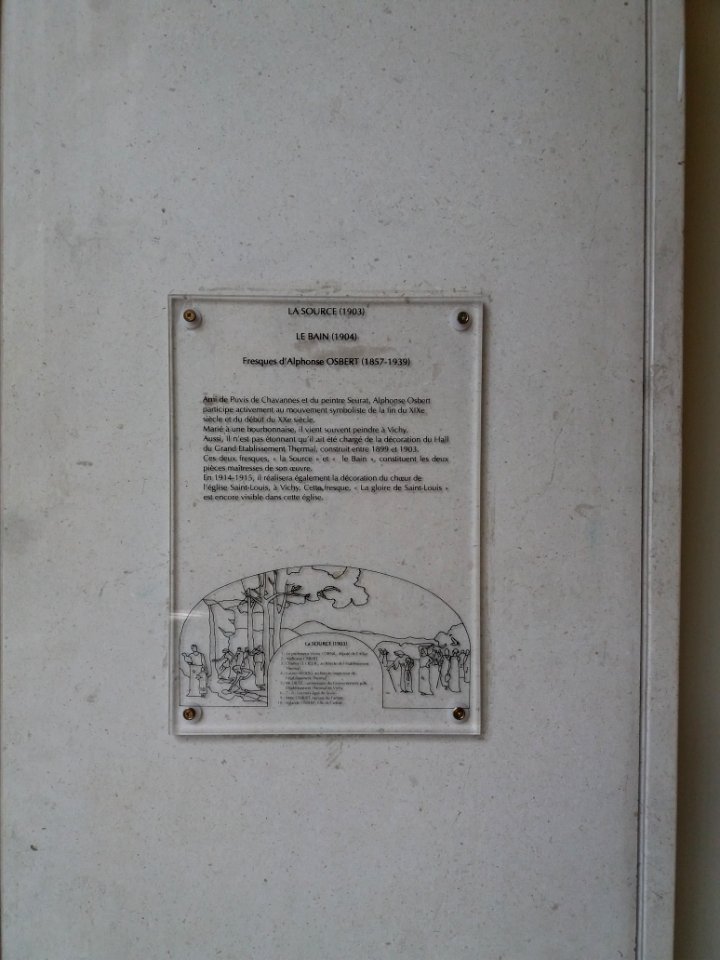 LA SOURCE (1903)
LE BAIN (1904)
Fresques d'Alphonse OSBERT (1857-1939)
Ami de Puvis de Chavannes et du peintre Seurat, Alphonse Osbert
participe activement au mouvement symboliste de la fin du XIXe
siècle et du début du XXe siècle.
Marié à une bourbonnaise, il vient souvent peindre à Vichy.
Aussi, il n'est pas étonnant qu'il ait été chargé de la décoration du Hall
du Grand Etablissement Thermal, construit entre 1899 et 1903.
Ces deux fresques, « la Source » et « le Bain », constituent les deux
pièces maîtresses de son œuvre.
En 1914-1915, il réalisera également la décoration du chœur de
l'église Saint-Louis, à Vichy. Cette fresque, « La gloire de Saint-Louis »
est encore visible dans cette église.
La SOURCE (1903)